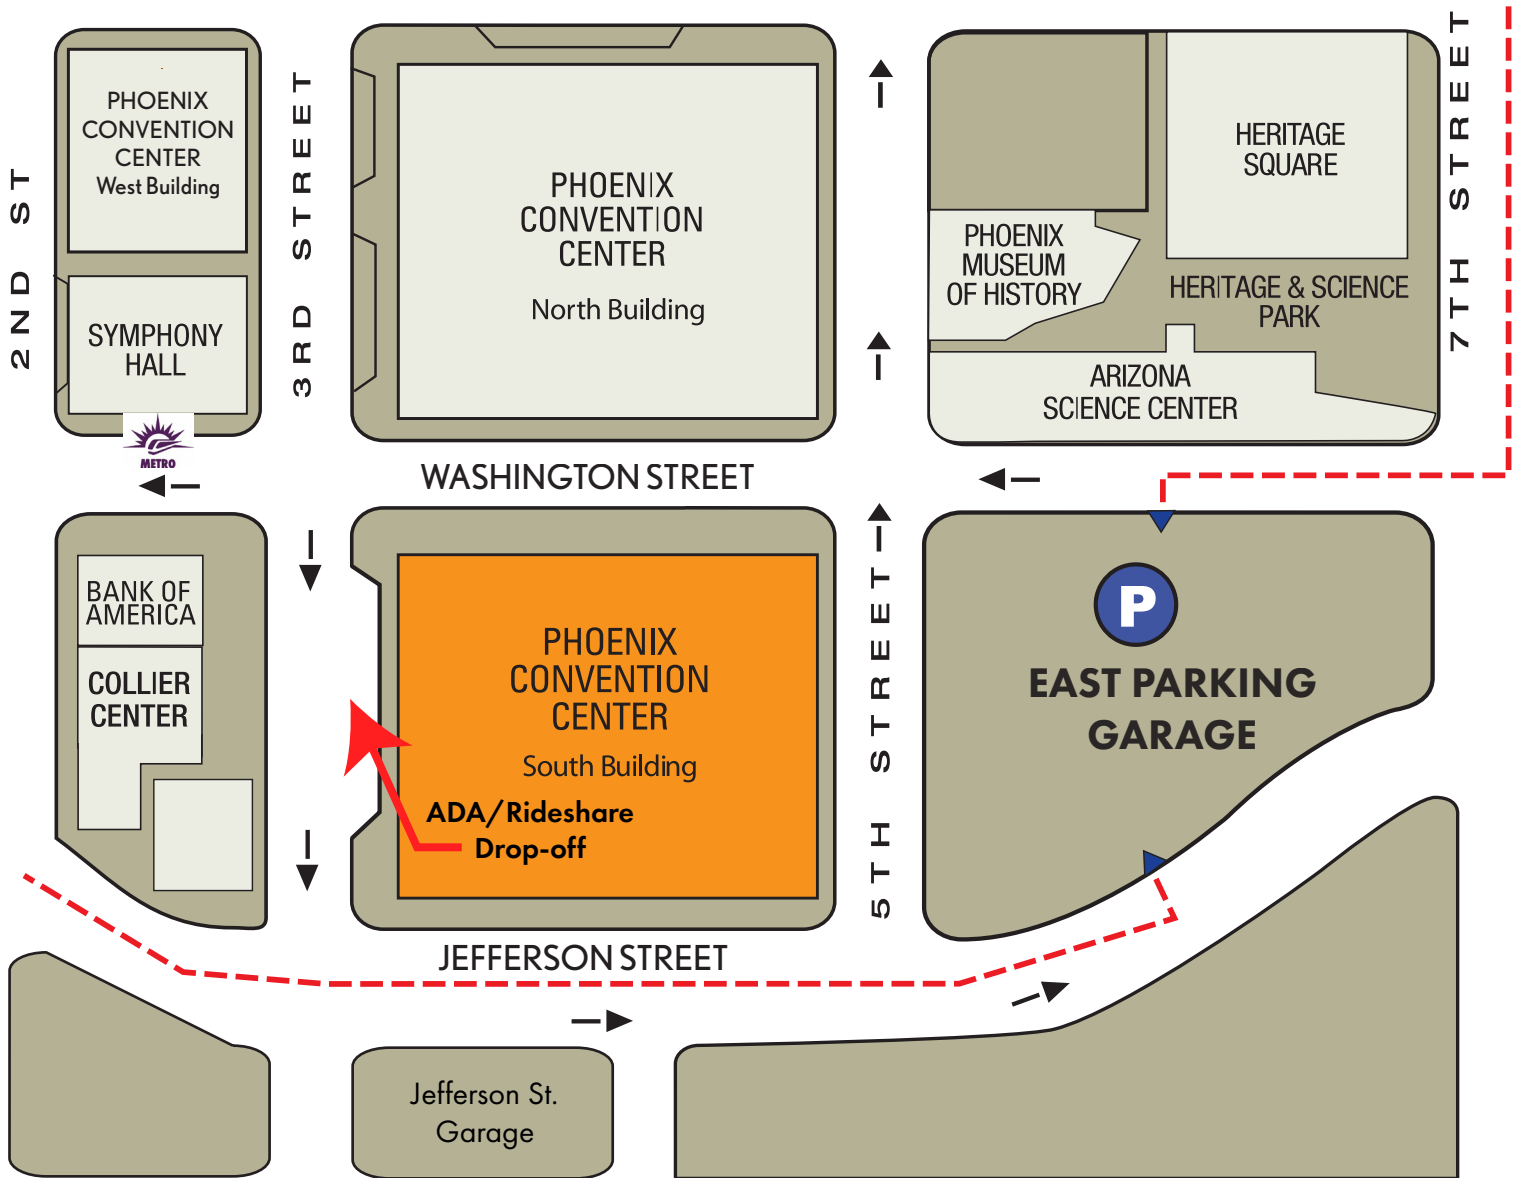 2ND ST
PHOENIX
CONVENTION
CENTER
West Building
SYMPHONY
HALL
METRO
3RD STREET
PHOENIX
CONVENTION
CENTER
North Building
PHOENIX
MUSEUM
OF HISTORY
HERITAGE
SQUARE
HERITAGE & SCIENCE
PARK
ARIZONA
SCIENCE CENTER
7TH STREET
WASHINGTON STREET
BANK OF
AMERICA
COLLIER
CENTER
PHOENIX
CONVENTION
CENTER
South Building
ADA/Rideshare
Drop-off
5TH STREET
P
EAST PARKING
GARAGE
JEFFERSON STREET
Jefferson St.
Garage